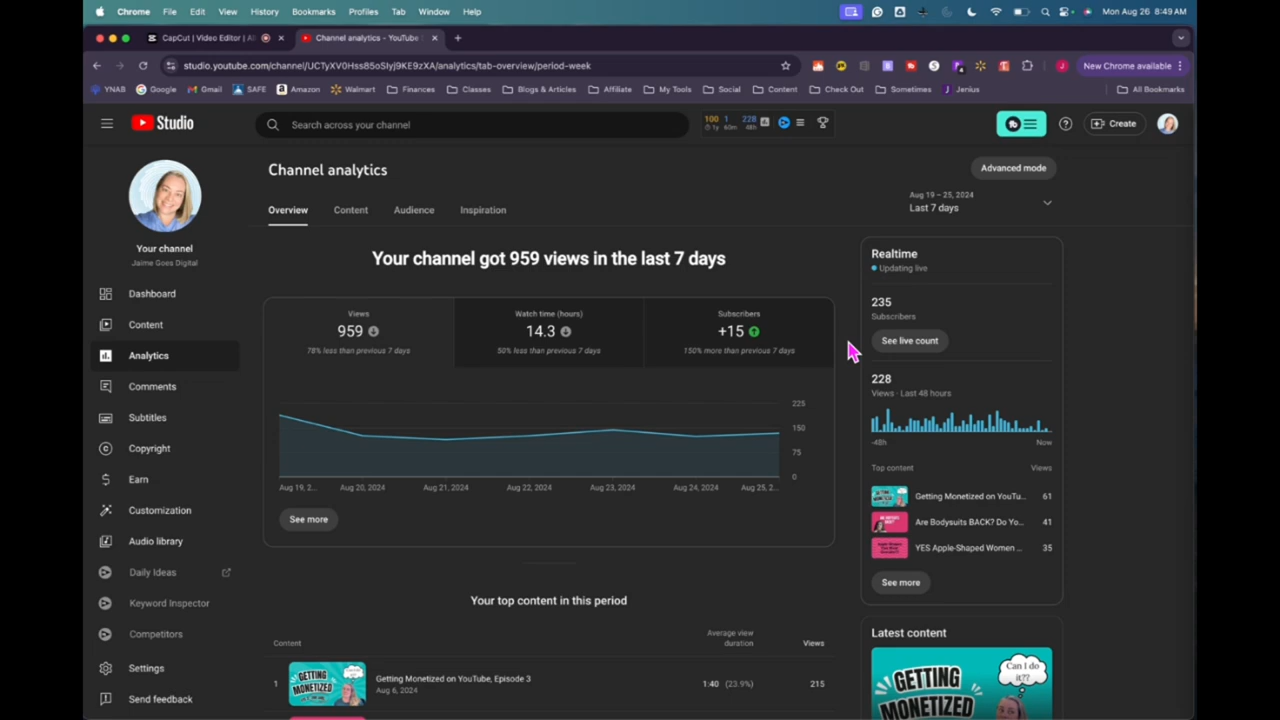 Chrome File Edit View History Bookmarks Profiles Tab Window Help Mon Aug 26 8:49 AM
CapCut | Video Editor | Al Channel analytics - YouTube
studio.youtube.com/channel/ New Chrome available
YNAB Google Gmail SAFE Amazon Walmart Finances Classes Blogs & Articles Affiliate My Tools Social Content Check Out Sometimes Jenius All Bookmarks
Studio Search across your channel 100 1 228 Create
1y 60m 48h
Channel analytics Advanced mode
Aug 19 – 25, 2024
Last 7 days
Overview Content Audience Inspiration
Your channel
Jaime Goes Digital
Dashboard
Content
Analytics
Comments
Subtitles
Copyright
Earn
Customization
Audio library
Daily Ideas
Keyword Inspector
Competitors
Settings
Send feedback
Your channel got 959 views in the last 7 days
Views Watch time (hours) Subscribers
959 14.3 +15
78% less than previous 7 days 50% less than previous 7 days 150% more than previous 7 days
225
150
75
0
Aug 19, 2... Aug 20, 2024 Aug 21, 2024 Aug 22, 2024 Aug 23, 2024 Aug 24, 2024 Aug 25, 2...
See more
Your top content in this period
Content Average view duration Views
1 Getting Monetized on YouTube, Episode 3 1:40 (23.9%) 215
Aug 6, 2024
GETTING
MONETIZED
Realtime
Updating live
235
Subscribers
See live count
228
Views · Last 48 hours
-48h Now
Top content Views
Getting Monetized on YouTu... 61
Are Bodysuits BACK? Do Yo... 41
YES Apple-Shaped Women ... 35
See more
Latest content
GETTING
MONETIZED
Can I do
it??